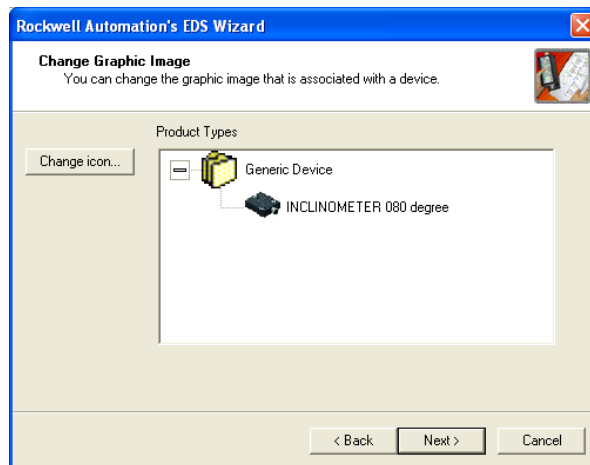 Rockwell Automation's EDS Wizard
Change Graphic Image
You can change the graphic image that is associated with a device.
Product Types
Change icon...
Generic Device
INCLINOMETER 080 degree
< Back
Next >
Cancel